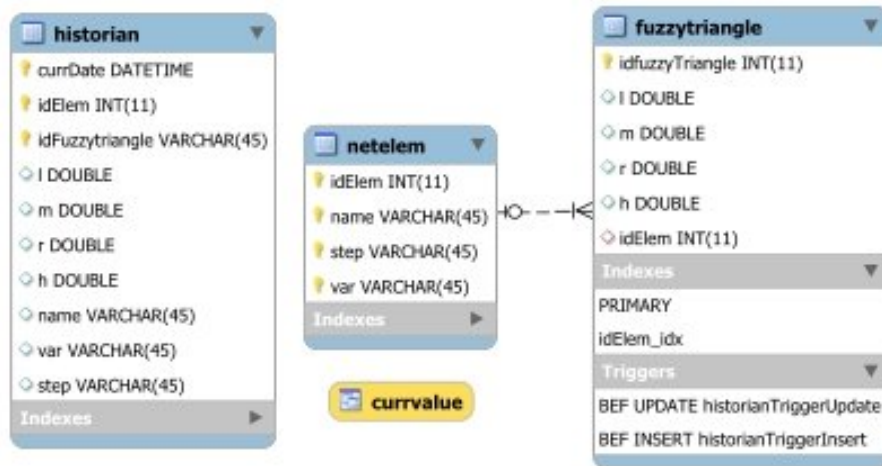 historian
currDate DATETIME
idElem INT(11)
idFuzzytriangle VARCHAR(45)
l DOUBLE
m DOUBLE
r DOUBLE
h DOUBLE
name VARCHAR(45)
var VARCHAR(45)
step VARCHAR(45)
Indexes
netelem
idElem INT(11)
name VARCHAR(45)
step VARCHAR(45)
var VARCHAR(45)
Indexes
currvalue
fuzzytriangle
idfuzzyTriangle INT(11)
l DOUBLE
m DOUBLE
r DOUBLE
h DOUBLE
idElem INT(11)
Indexes
PRIMARY
idElem_idx
Triggers
BEF UPDATE historianTriggerUpdate
BEF INSERT historianTriggerInsert